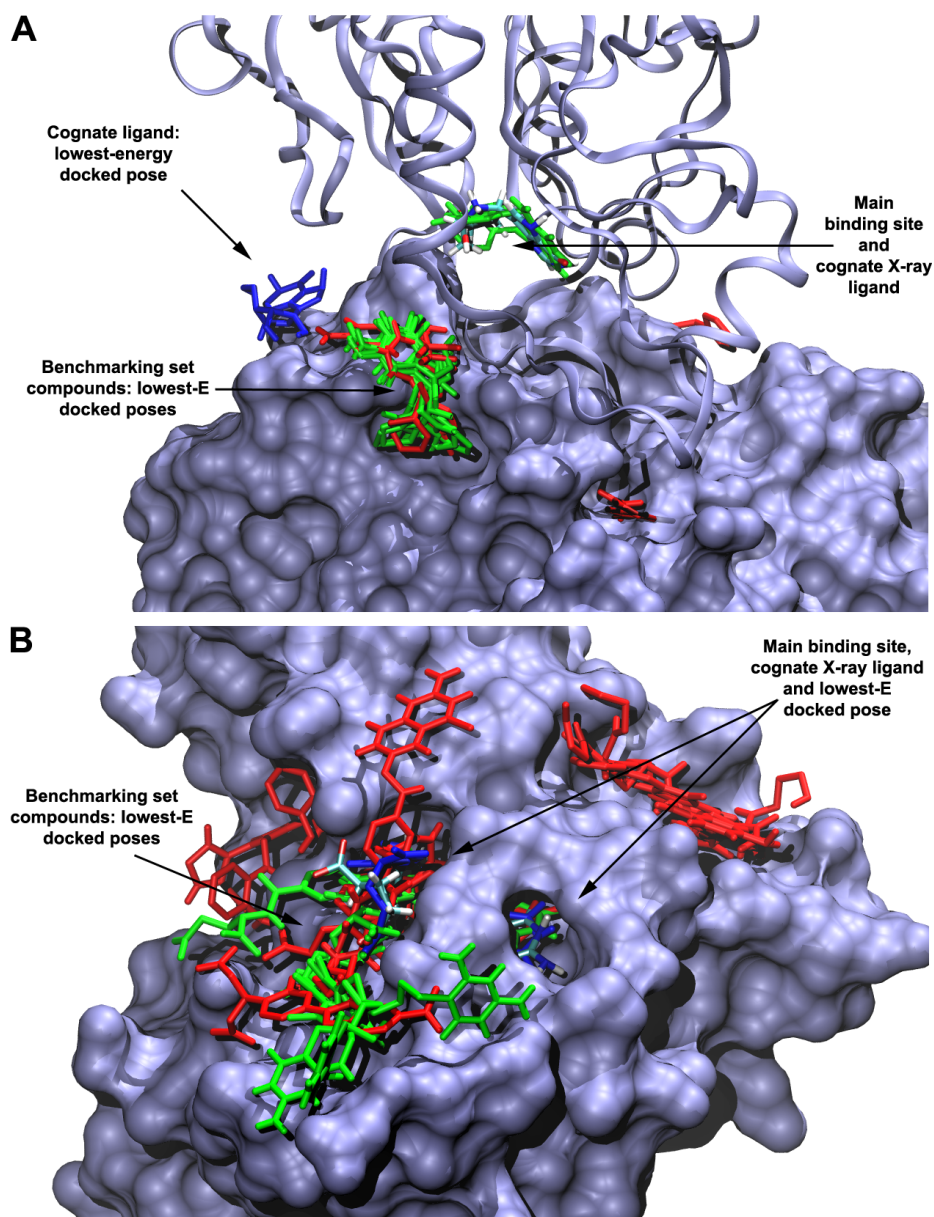 A
Cognate ligand:
lowest-energy
docked pose
Main
binding site
and
cognate X-ray
ligand
Benchmarking set
compounds: lowest-E
docked poses
B
Main binding site,
cognate X-ray ligand
and lowest-E
docked pose
Benchmarking set
compounds: lowest-E
docked poses